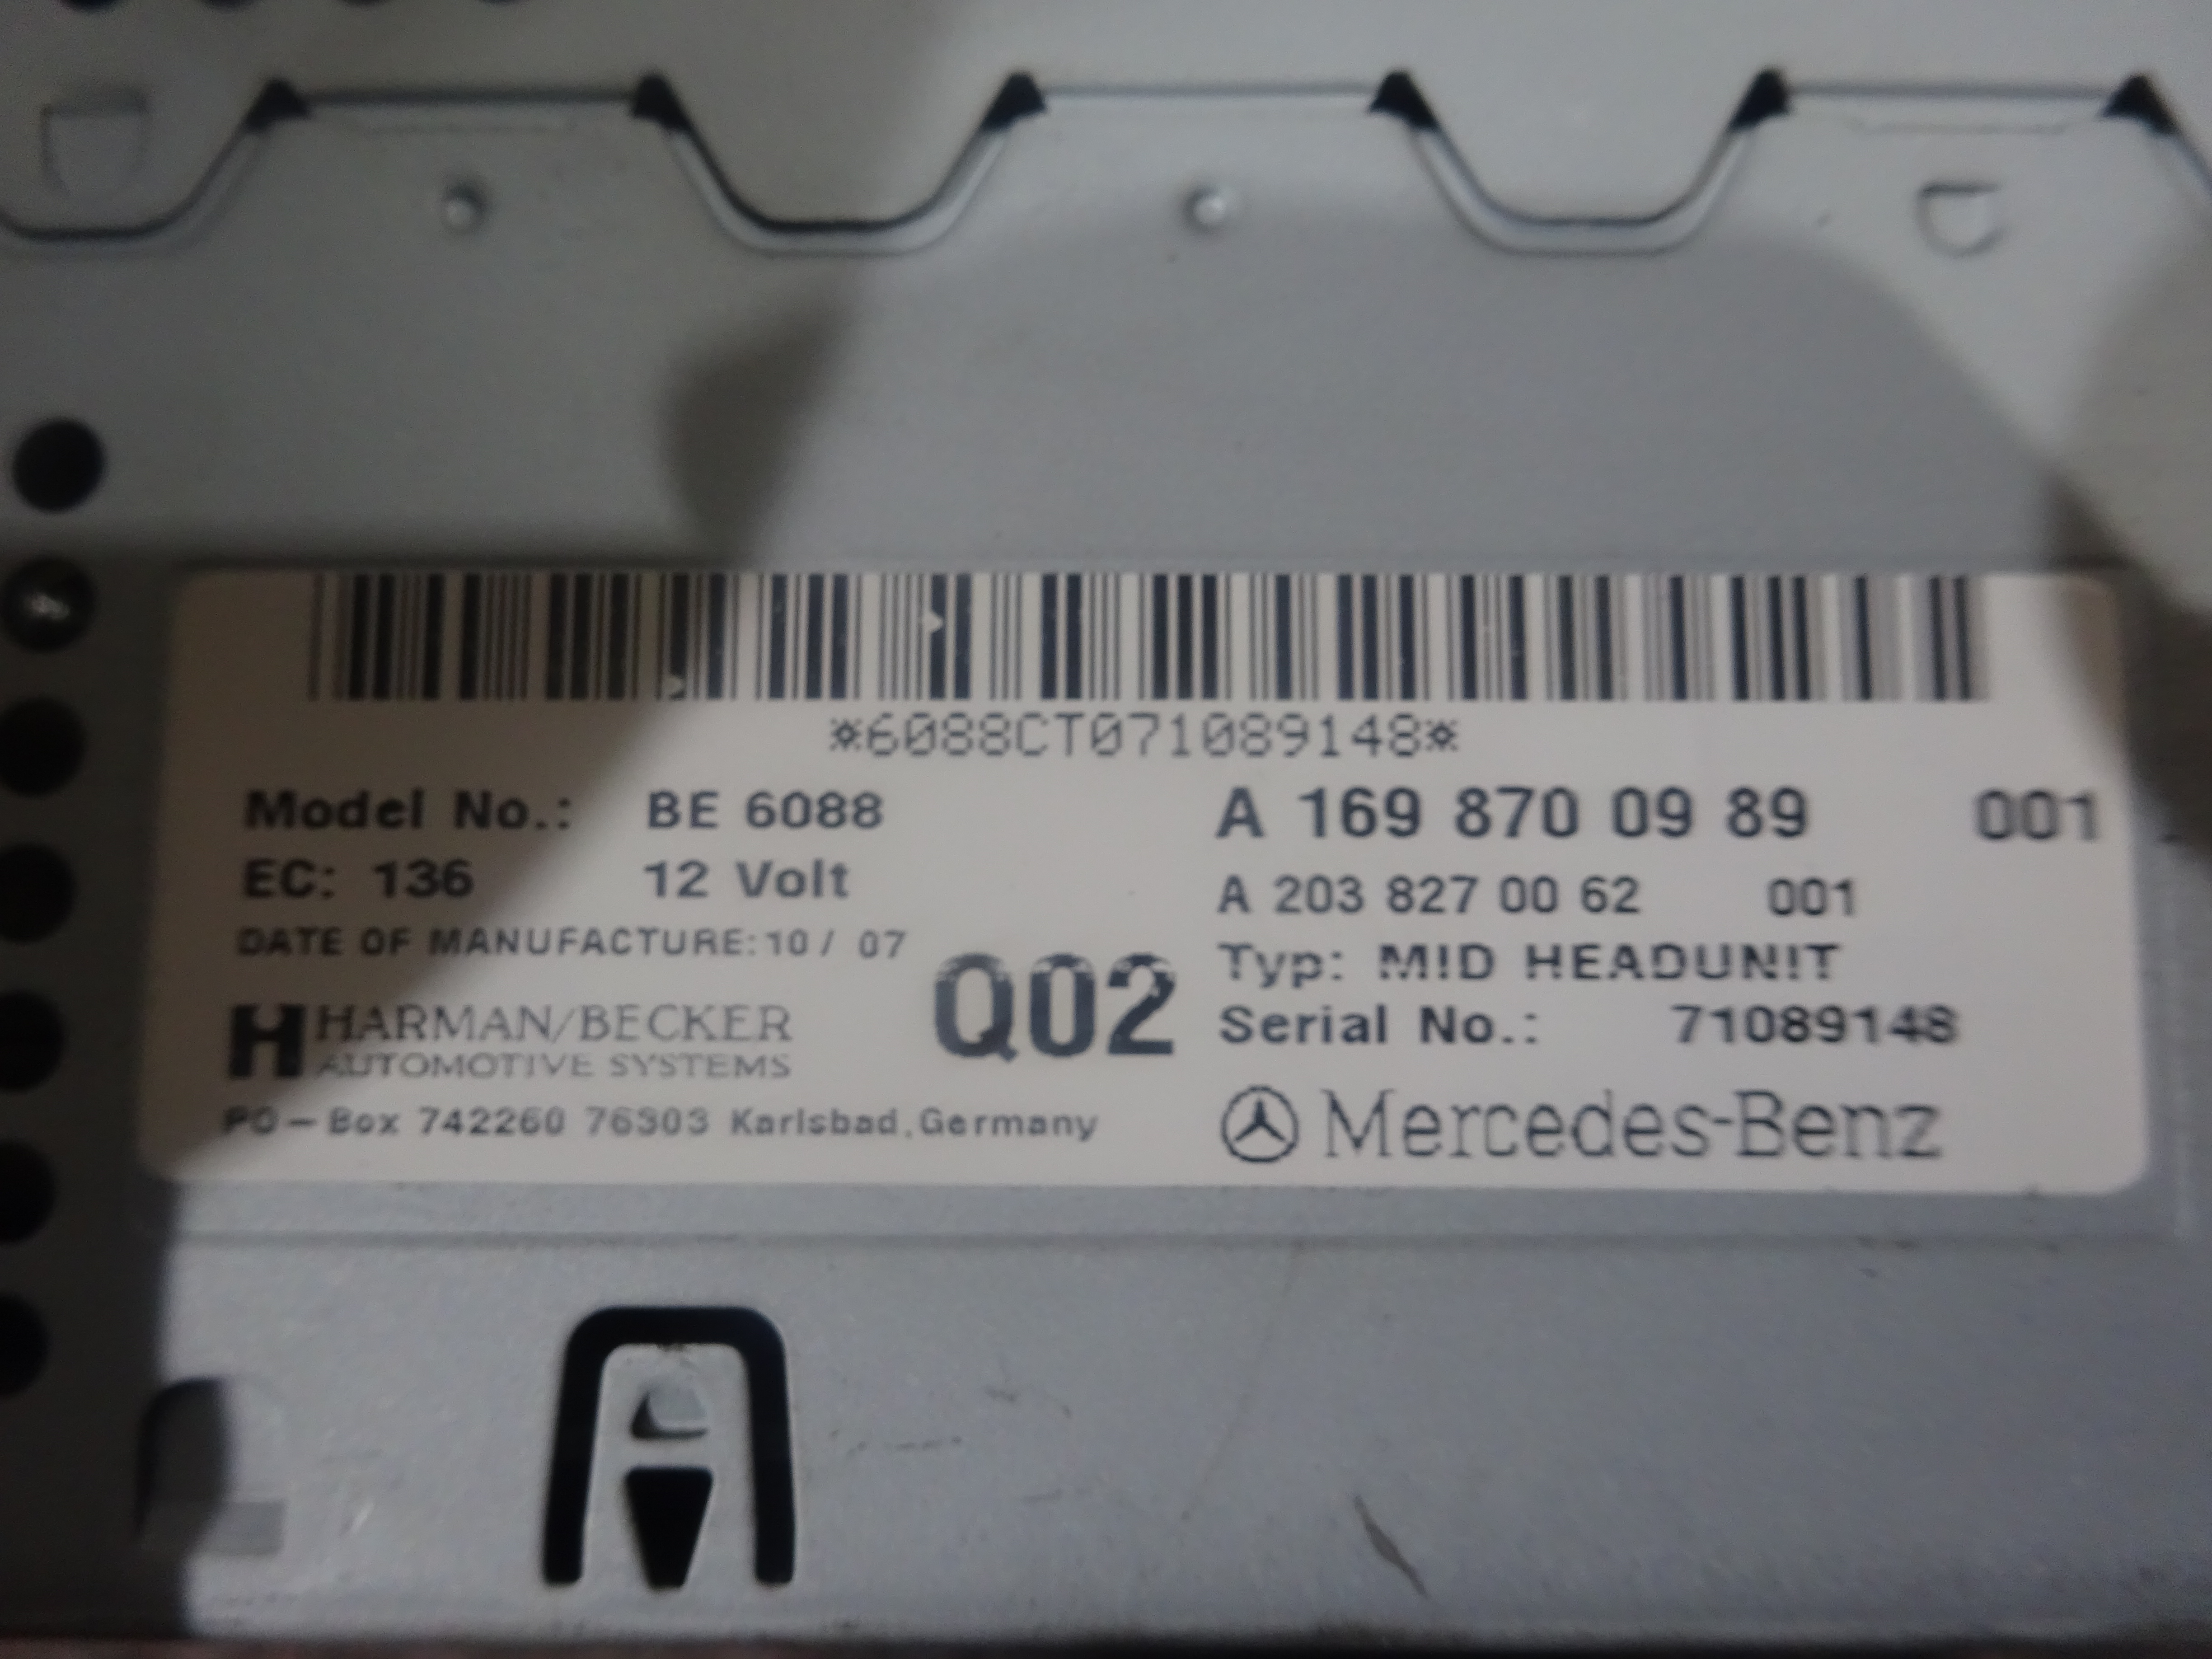 *6088CT071089148*
Model No.: BE 6088
EC: 136 12 Volt
DATE OF MANUFACTURE: 10 / 07
HARMAN/BECKER
AUTOMOTIVE SYSTEMS
PO-Box 742260 76303 Karlsbad, Germany
Q02
A 169 870 09 89 001
A 203 827 00 62 001
Typ: MID HEADUNIT
Serial No.: 71089148
Mercedes-Benz